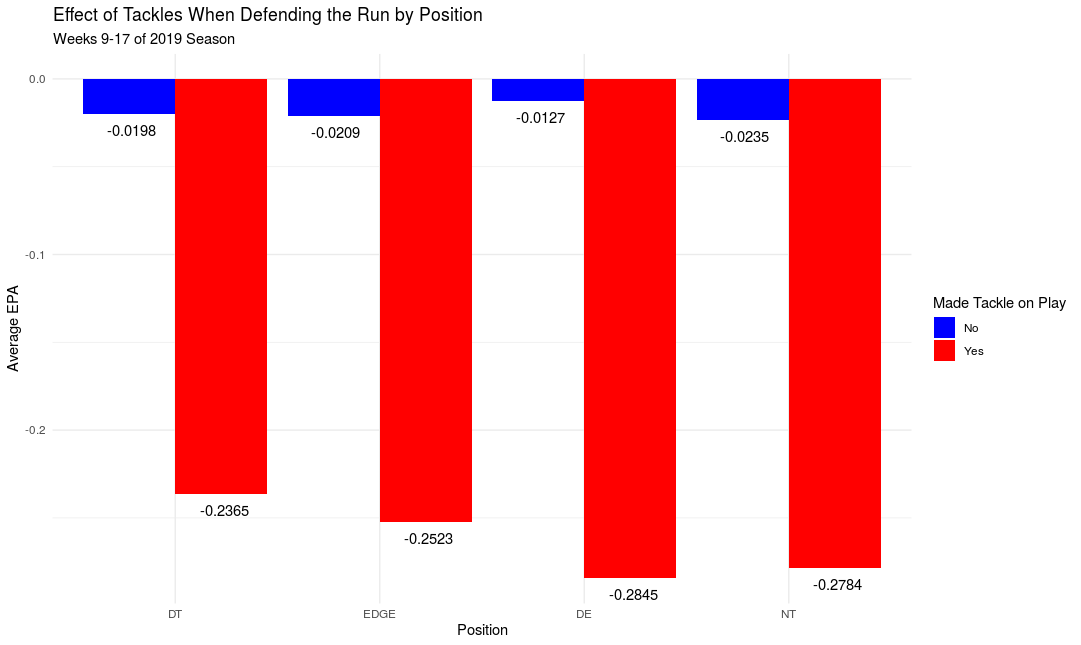 Effect of Tackles When Defending the Run by Position
Weeks 9-17 of 2019 Season
0.0
-0.1
-0.2
Average EPA
-0.0198
-0.2365
-0.0209
-0.2523
-0.0127
-0.2845
-0.0235
-0.2784
DT
EDGE
DE
NT
Position
Made Tackle on Play
No
Yes